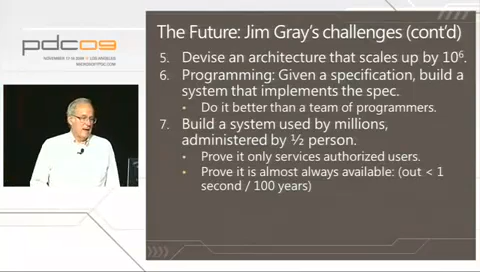 pdc09
NOVEMBER 17-19 2009 LOS ANGELES
MICROSOFTPDC.COM
The Future: Jim Gray's challenges (cont'd)
5. Devise an architecture that scales up by 10⁶.
6. Programming: Given a specification, build a
system that implements the spec.
• Do it better than a team of programmers.
7. Build a system used by millions,
administered by ½ person.
• Prove it only services authorized users.
• Prove it is almost always available: (out < 1
second / 100 years)